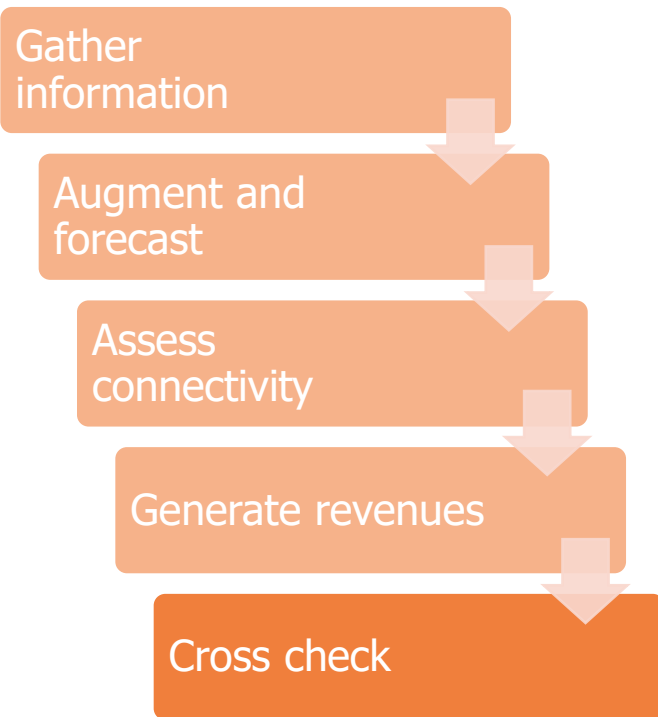 Gather
information
Augment and
forecast
Assess
connectivity
Generate revenues
Cross check